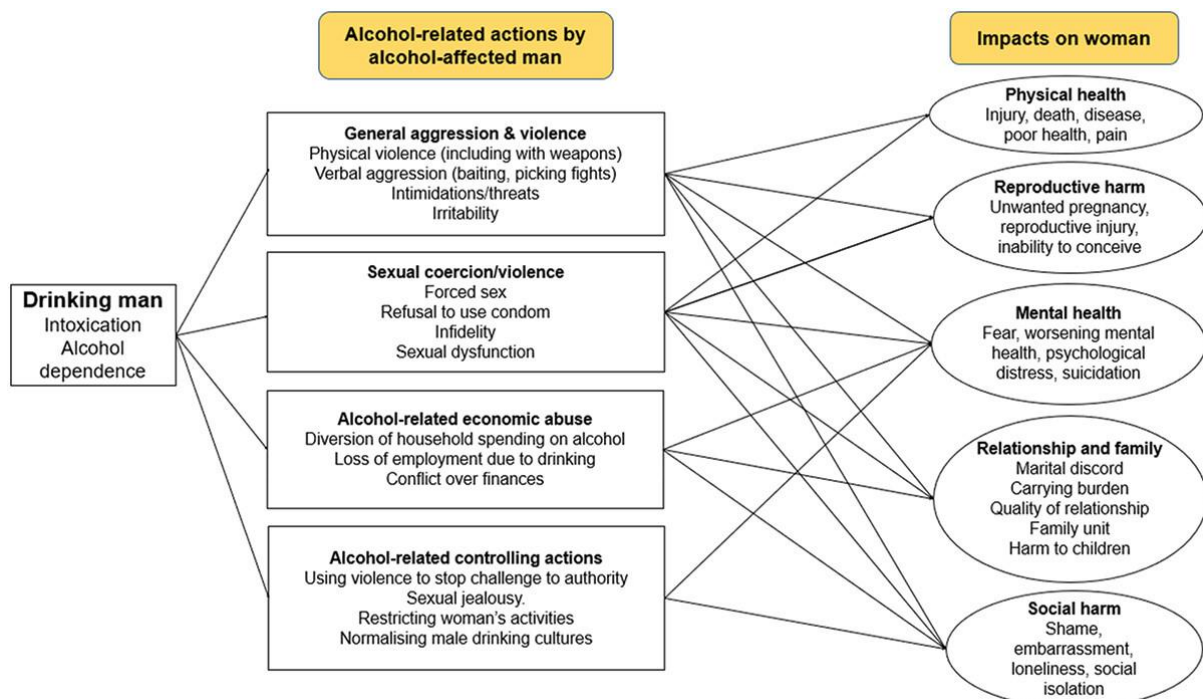 Alcohol-related actions by
alcohol-affected man
Impacts on woman
Drinking man
Intoxication
Alcohol
dependence
General aggression & violence
Physical violence (including with weapons)
Verbal aggression (baiting, picking fights)
Intimidations/threats
Irritability
Sexual coercion/violence
Forced sex
Refusal to use condom
Infidelity
Sexual dysfunction
Alcohol-related economic abuse
Diversion of household spending on alcohol
Loss of employment due to drinking
Conflict over finances
Alcohol-related controlling actions
Using violence to stop challenge to authority
Sexual jealousy.
Restricting woman's activities
Normalising male drinking cultures
Physical health
Injury, death, disease,
poor health, pain
Reproductive harm
Unwanted pregnancy,
reproductive injury,
inability to conceive
Mental health
Fear, worsening mental
health, psychological
distress, suicidation
Relationship and family
Marital discord
Carrying burden
Quality of relationship
Family unit
Harm to children
Social harm
Shame,
embarrassment,
loneliness, social
isolation